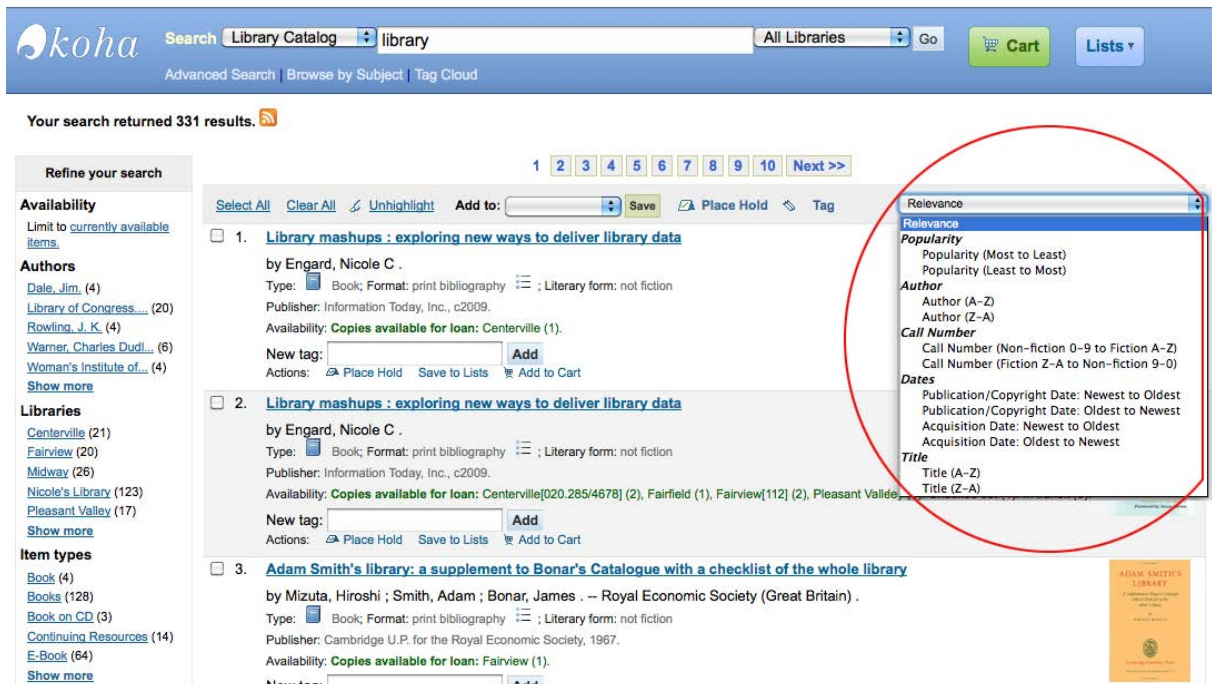 koha
Search Library Catalog library All Libraries Go Cart Lists ▾
Advanced Search | Browse by Subject | Tag Cloud
Your search returned 331 results.
1 2 3 4 5 6 7 8 9 10 Next >>
Refine your search
Availability
Limit to currently available
items.
Authors
Dale, Jim. (4)
Library of Congress.... (20)
Rowling, J. K. (4)
Warner, Charles Dudl... (6)
Woman's Institute of... (4)
Show more
Libraries
Centerville (21)
Fairview (20)
Midway (26)
Nicole's Library (123)
Pleasant Valley (17)
Show more
Item types
Book (4)
Books (128)
Book on CD (3)
Continuing Resources (14)
E-Book (64)
Show more
Select All Clear All Unhighlight Add to: Save Place Hold Tag
Relevance
Relevance
Popularity
Popularity (Most to Least)
Popularity (Least to Most)
Author
Author (A-Z)
Author (Z-A)
Call Number
Call Number (Non-fiction 0-9 to Fiction A-Z)
Call Number (Fiction Z-A to Non-fiction 9-0)
Dates
Publication/Copyright Date: Newest to Oldest
Publication/Copyright Date: Oldest to Newest
Acquisition Date: Newest to Oldest
Acquisition Date: Oldest to Newest
Title
Title (A-Z)
Title (Z-A)
1. Library mashups : exploring new ways to deliver library data
by Engard, Nicole C .
Type: Book; Format: print bibliography ; Literary form: not fiction
Publisher: Information Today, Inc., c2009.
Availability: Copies available for loan: Centerville (1).
New tag: Add
Actions: Place Hold Save to Lists Add to Cart
2. Library mashups : exploring new ways to deliver library data
by Engard, Nicole C .
Type: Book; Format: print bibliography ; Literary form: not fiction
Publisher: Information Today, Inc., c2009.
Availability: Copies available for loan: Centerville[020.285/4678] (2), Fairfield (1), Fairview[112] (2), Pleasant Valley
New tag: Add
Actions: Place Hold Save to Lists Add to Cart
3. Adam Smith's library: a supplement to Bonar's Catalogue with a checklist of the whole library
by Mizuta, Hiroshi ; Smith, Adam ; Bonar, James . -- Royal Economic Society (Great Britain) .
Type: Book; Format: print bibliography ; Literary form: not fiction
Publisher: Cambridge U.P. for the Royal Economic Society, 1967.
Availability: Copies available for loan: Fairview (1).
New tag: Add
ADAM SMITH'S
LIBRARY